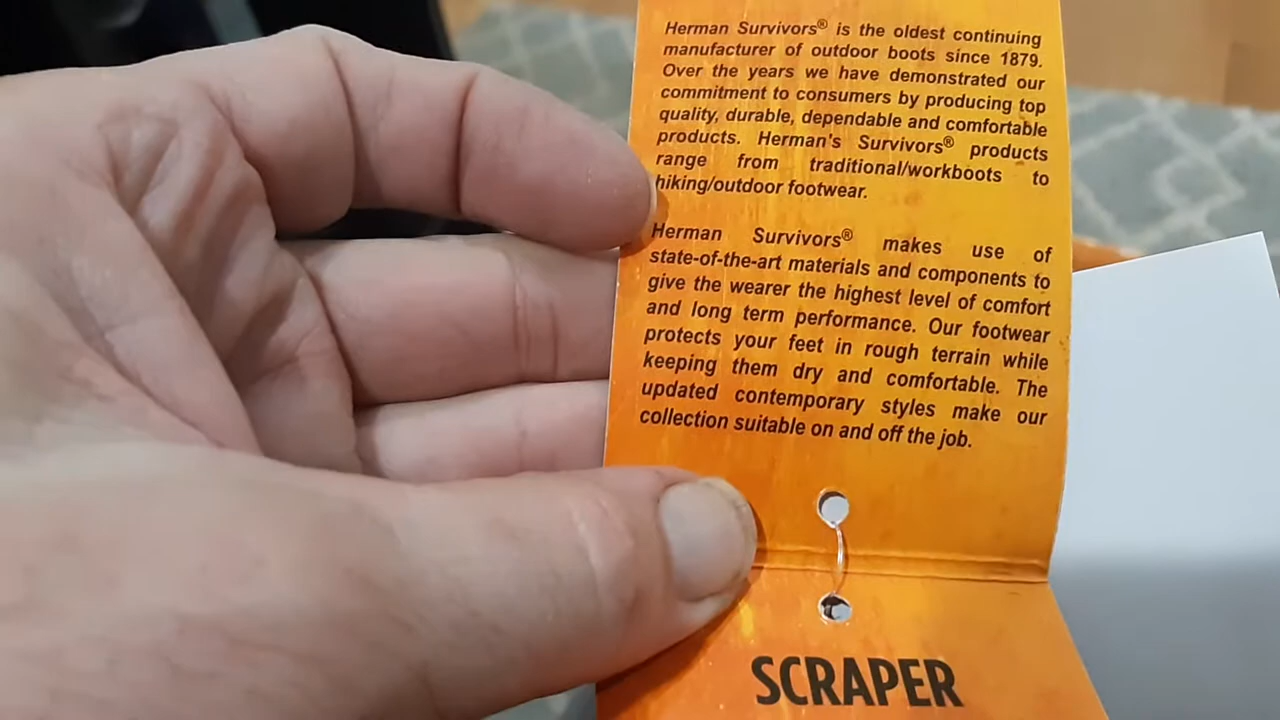 Herman Survivors® is the oldest continuing
manufacturer of outdoor boots since 1879.
Over the years we have demonstrated our
commitment to consumers by producing top
quality, durable, dependable and comfortable
products. Herman's Survivors® products
range from traditional/workboots to
hiking/outdoor footwear.
Herman Survivors® makes use of
state-of-the-art materials and components to
give the wearer the highest level of comfort
and long term performance. Our footwear
protects your feet in rough terrain while
keeping them dry and comfortable. The
updated contemporary styles make our
collection suitable on and off the job.
SCRAPER